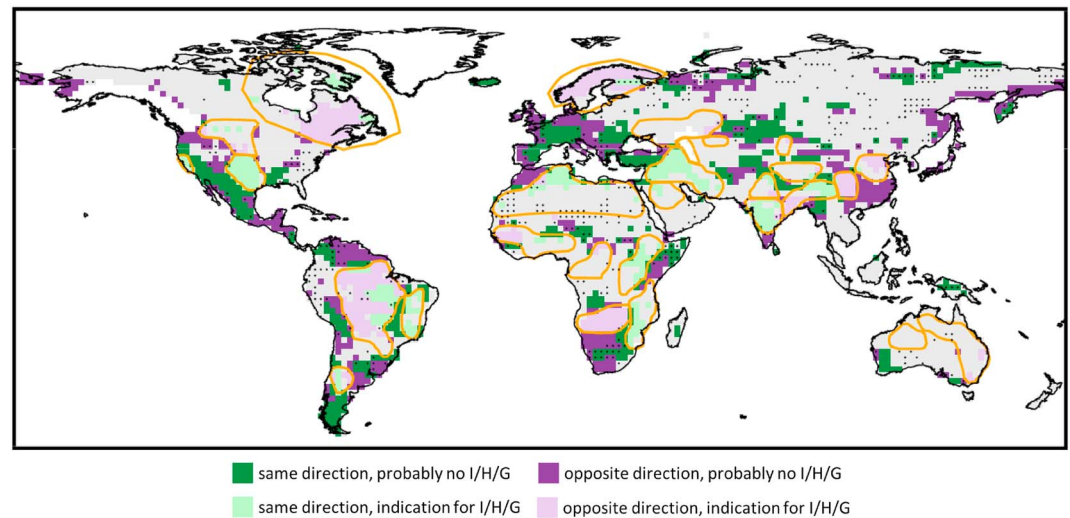 same direction, probably no I/H/G
opposite direction, probably no I/H/G
same direction, indication for I/H/G
opposite direction, indication for I/H/G